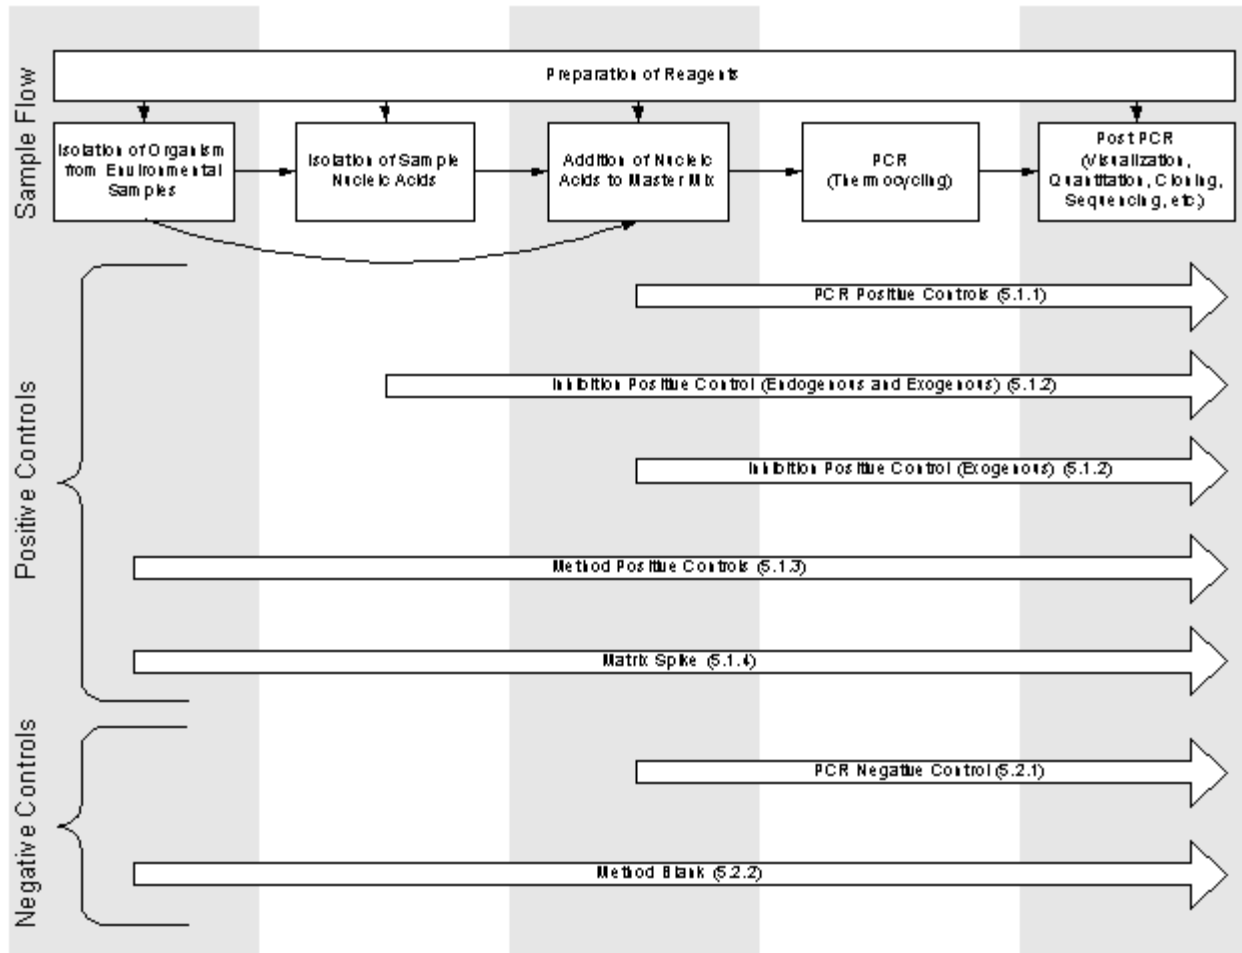 Sample Flow
Preparation of Reagents
Isolation of Organism
from Environmental
Samples
Isolation of Sample
Nucleic Acids
Addition of Nucleic
Acids to Master Mix
PCR
(Thermocycling)
Post PCR
(Visualization,
Quantitation, Cloning,
Sequencing, etc)
Positive Controls
PCR Positive Controls (5.1.1)
Inhibition Positive Control (Endogenous and Exogenous) (5.1.2)
Inhibition Positive Control (Exogenous) (5.1.2)
Method Positive Controls (5.1.3)
Matrix Spike (5.1.4)
Negative Controls
PCR Negative Control (5.2.1)
Method Blank (5.2.2)